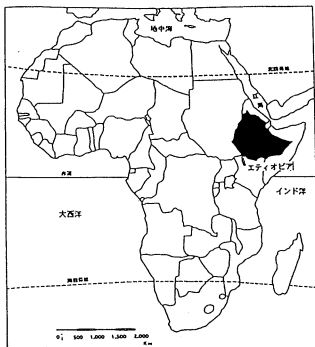 地中海
北回帰線
紅海
エティオピア
赤道
インド洋
大西洋
南回帰線
0 500 1,000 1,500 2,000
Km